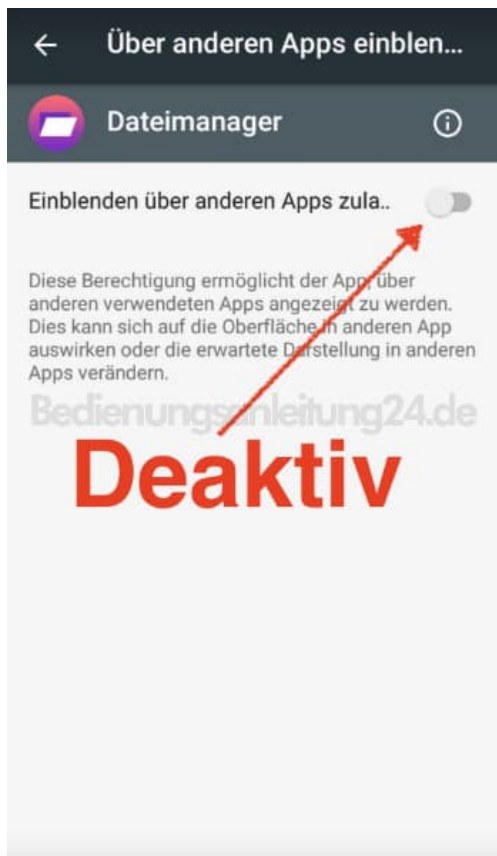 Über anderen Apps einblen...
Dateimanager
Einblenden über anderen Apps zula..
Diese Berechtigung ermöglicht der App, über
anderen verwendeten Apps angezeigt zu werden.
Dies kann sich auf die Oberfläche in anderen App
auswirken oder die erwartete Darstellung in anderen
Apps verändern.
Bedienungsanleitung24.de
Deaktiv